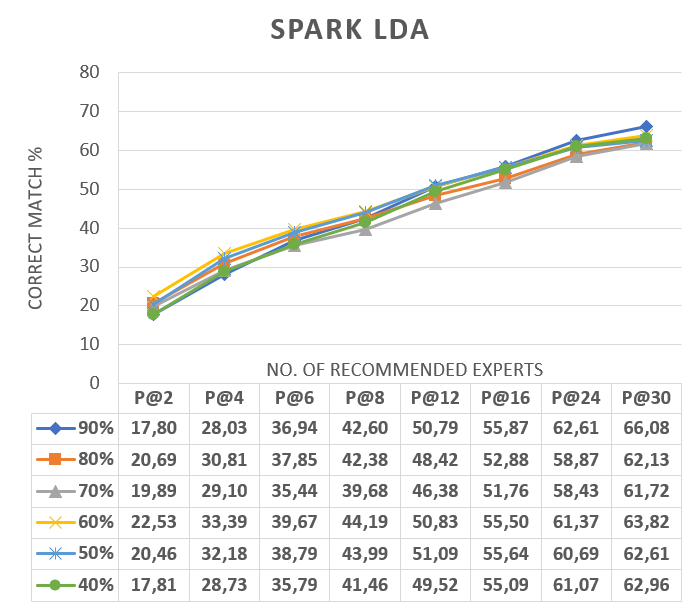 SPARK LDA
CORRECT MATCH %
80
70
60
50
40
30
20
10
0
NO. OF RECOMMENDED EXPERTS
P@2 P@4 P@6 P@8 P@12 P@16 P@24 P@30
90% 17,80 28,03 36,94 42,60 50,79 55,87 62,61 66,08
80% 20,69 30,81 37,85 42,38 48,42 52,88 58,87 62,13
70% 19,89 29,10 35,44 39,68 46,38 51,76 58,43 61,72
60% 22,53 33,39 39,67 44,19 50,83 55,50 61,37 63,82
50% 20,46 32,18 38,79 43,99 51,09 55,64 60,69 62,61
40% 17,81 28,73 35,79 41,46 49,52 55,09 61,07 62,96